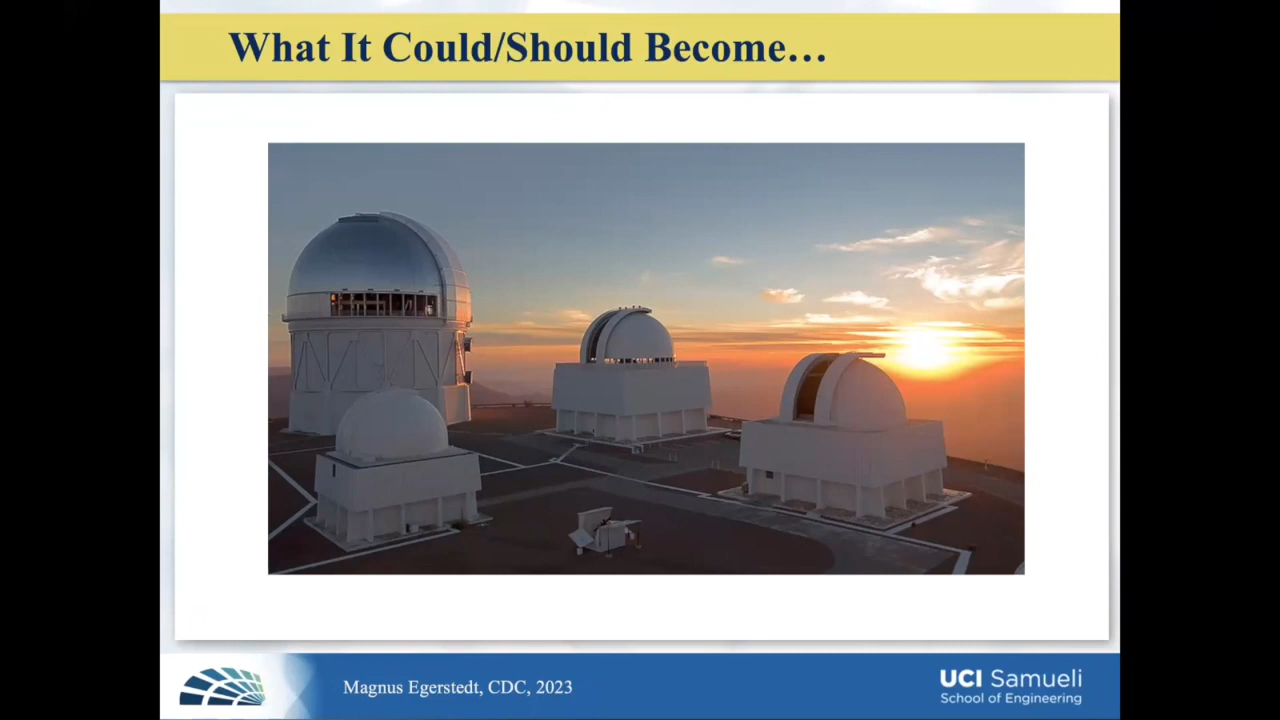 What It Could/Should Become…
Magnus Egerstedt, CDC, 2023
UCI Samueli
School of Engineering